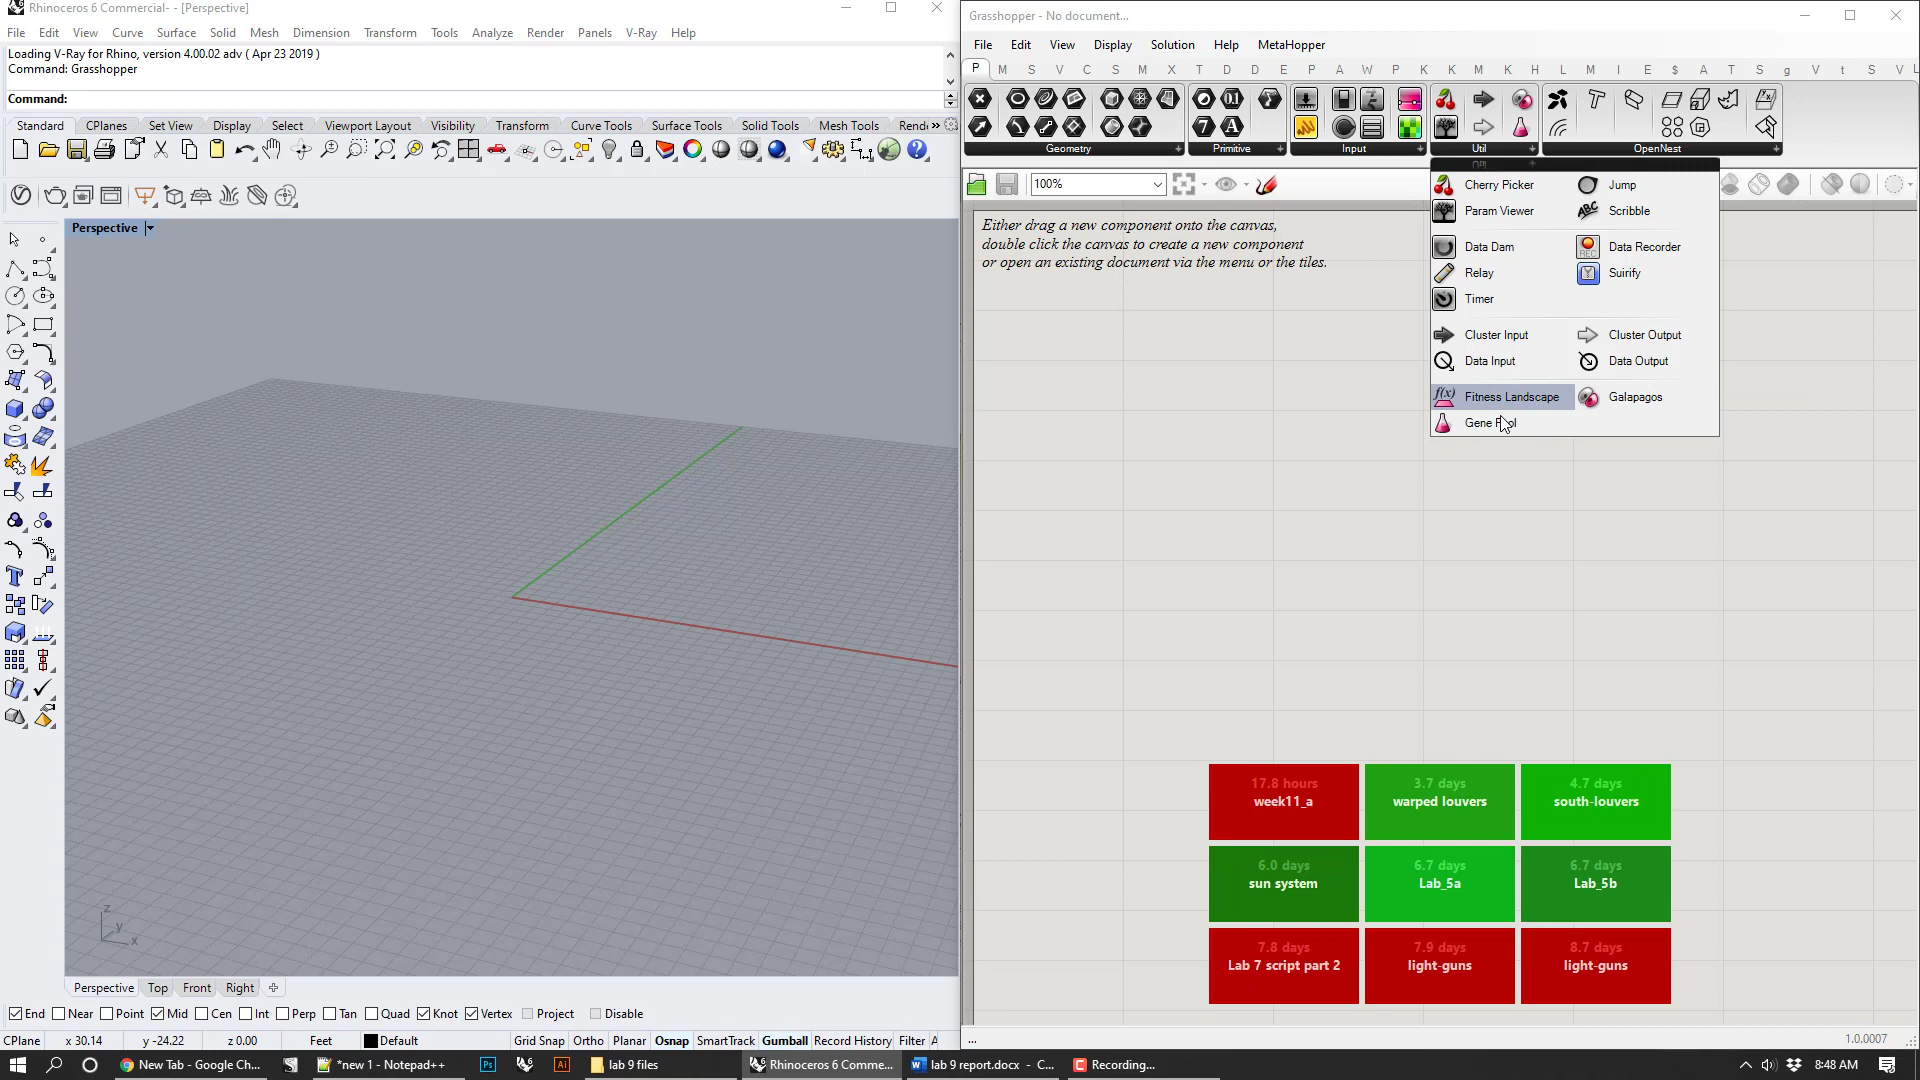 Rhinoceros 6 Commercial- - [Perspective]
File Edit View Curve Surface Solid Mesh Dimension Transform Tools Analyze Render Panels V-Ray Help
Loading V-Ray for Rhino, version 4.00.02 adv ( Apr 23 2019 )
Command: Grasshopper
Command:
Standard CPlanes Set View Display Select Viewport Layout Visibility Transform Curve Tools Surface Tools Solid Tools Mesh Tools »
Perspective
z
y
x
Perspective Top Front Right
End Near Point Mid Cen Int Perp Tan Quad Knot Vertex Project Disable
CPlane x 30.14 y -24.22 z 0.00 Feet Default Grid Snap Ortho Planar Osnap SmartTrack Gumball Record History Filter A
Grasshopper - No document...
File Edit View Display Solution Help MetaHopper
P M S V C S M X T D D E P A W P K K M K H L M I E $ A T S g V t S V L
Geometry Primitive Input Util OpenNest
100%
Either drag a new component onto the canvas,
double click the canvas to create a new component
or open an existing document via the menu or the tiles.
Cherry Picker Jump
Param Viewer Scribble
Data Dam Data Recorder
Relay Suirify
Timer
Cluster Input Cluster Output
Data Input Data Output
Fitness Landscape Galapagos
Gene Pool
17.8 hours
week11_a
3.7 days
warped louvers
4.7 days
south-louvers
6.0 days
sun system
6.7 days
Lab_5a
6.7 days
Lab_5b
7.8 days
Lab 7 script part 2
7.9 days
light-guns
8.7 days
light-guns
...
1.0.0007
New Tab - Google Ch... *new 1 - Notepad++ Ps Ai lab 9 files Rhinoceros 6 Comme... lab 9 report.docx - C... Recording... 8:48 AM